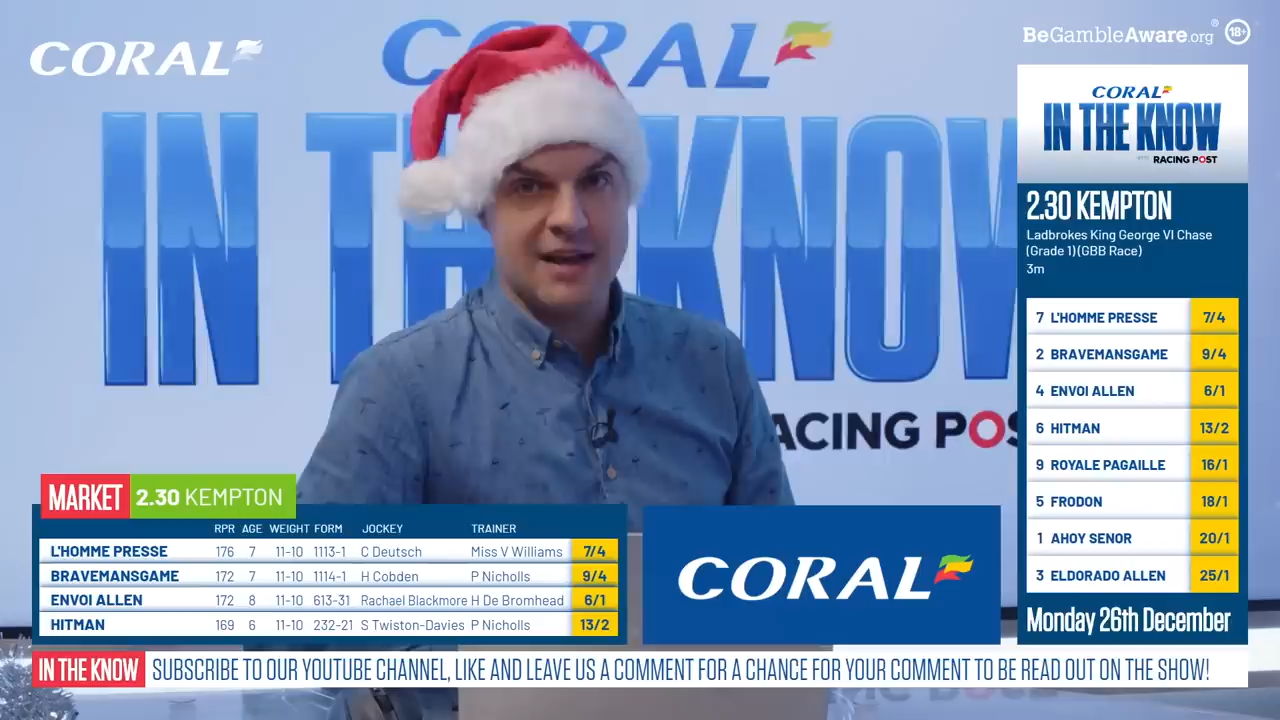 CORAL
CORAL
IN THE KNOW
RACING POS
BeGambleAware.org® 18+
CORAL
IN THE KNOW
WITH RACING POST
2.30 KEMPTON
Ladbrokes King George VI Chase
(Grade 1)(GBB Race)
3m
7 L'HOMME PRESSE 7/4
2 BRAVEMANSGAME 9/4
4 ENVOI ALLEN 6/1
6 HITMAN 13/2
9 ROYALE PAGAILLE 16/1
5 FRODON 18/1
1 AHOY SENOR 20/1
3 ELDORADO ALLEN 25/1
Monday 26th December
MARKET 2.30 KEMPTON
RPR AGE WEIGHT FORM JOCKEY TRAINER
L'HOMME PRESSE 176 7 11-10 1113-1 C Deutsch Miss V Williams 7/4
BRAVEMANSGAME 172 7 11-10 1114-1 H Cobden P Nicholls 9/4
ENVOI ALLEN 172 8 11-10 613-31 Rachael Blackmore H De Bromhead 6/1
HITMAN 169 6 11-10 232-21 S Twiston-Davies P Nicholls 13/2
CORAL
IN THE KNOW SUBSCRIBE TO OUR YOUTUBE CHANNEL, LIKE AND LEAVE US A COMMENT FOR A CHANCE FOR YOUR COMMENT TO BE READ OUT ON THE SHOW!